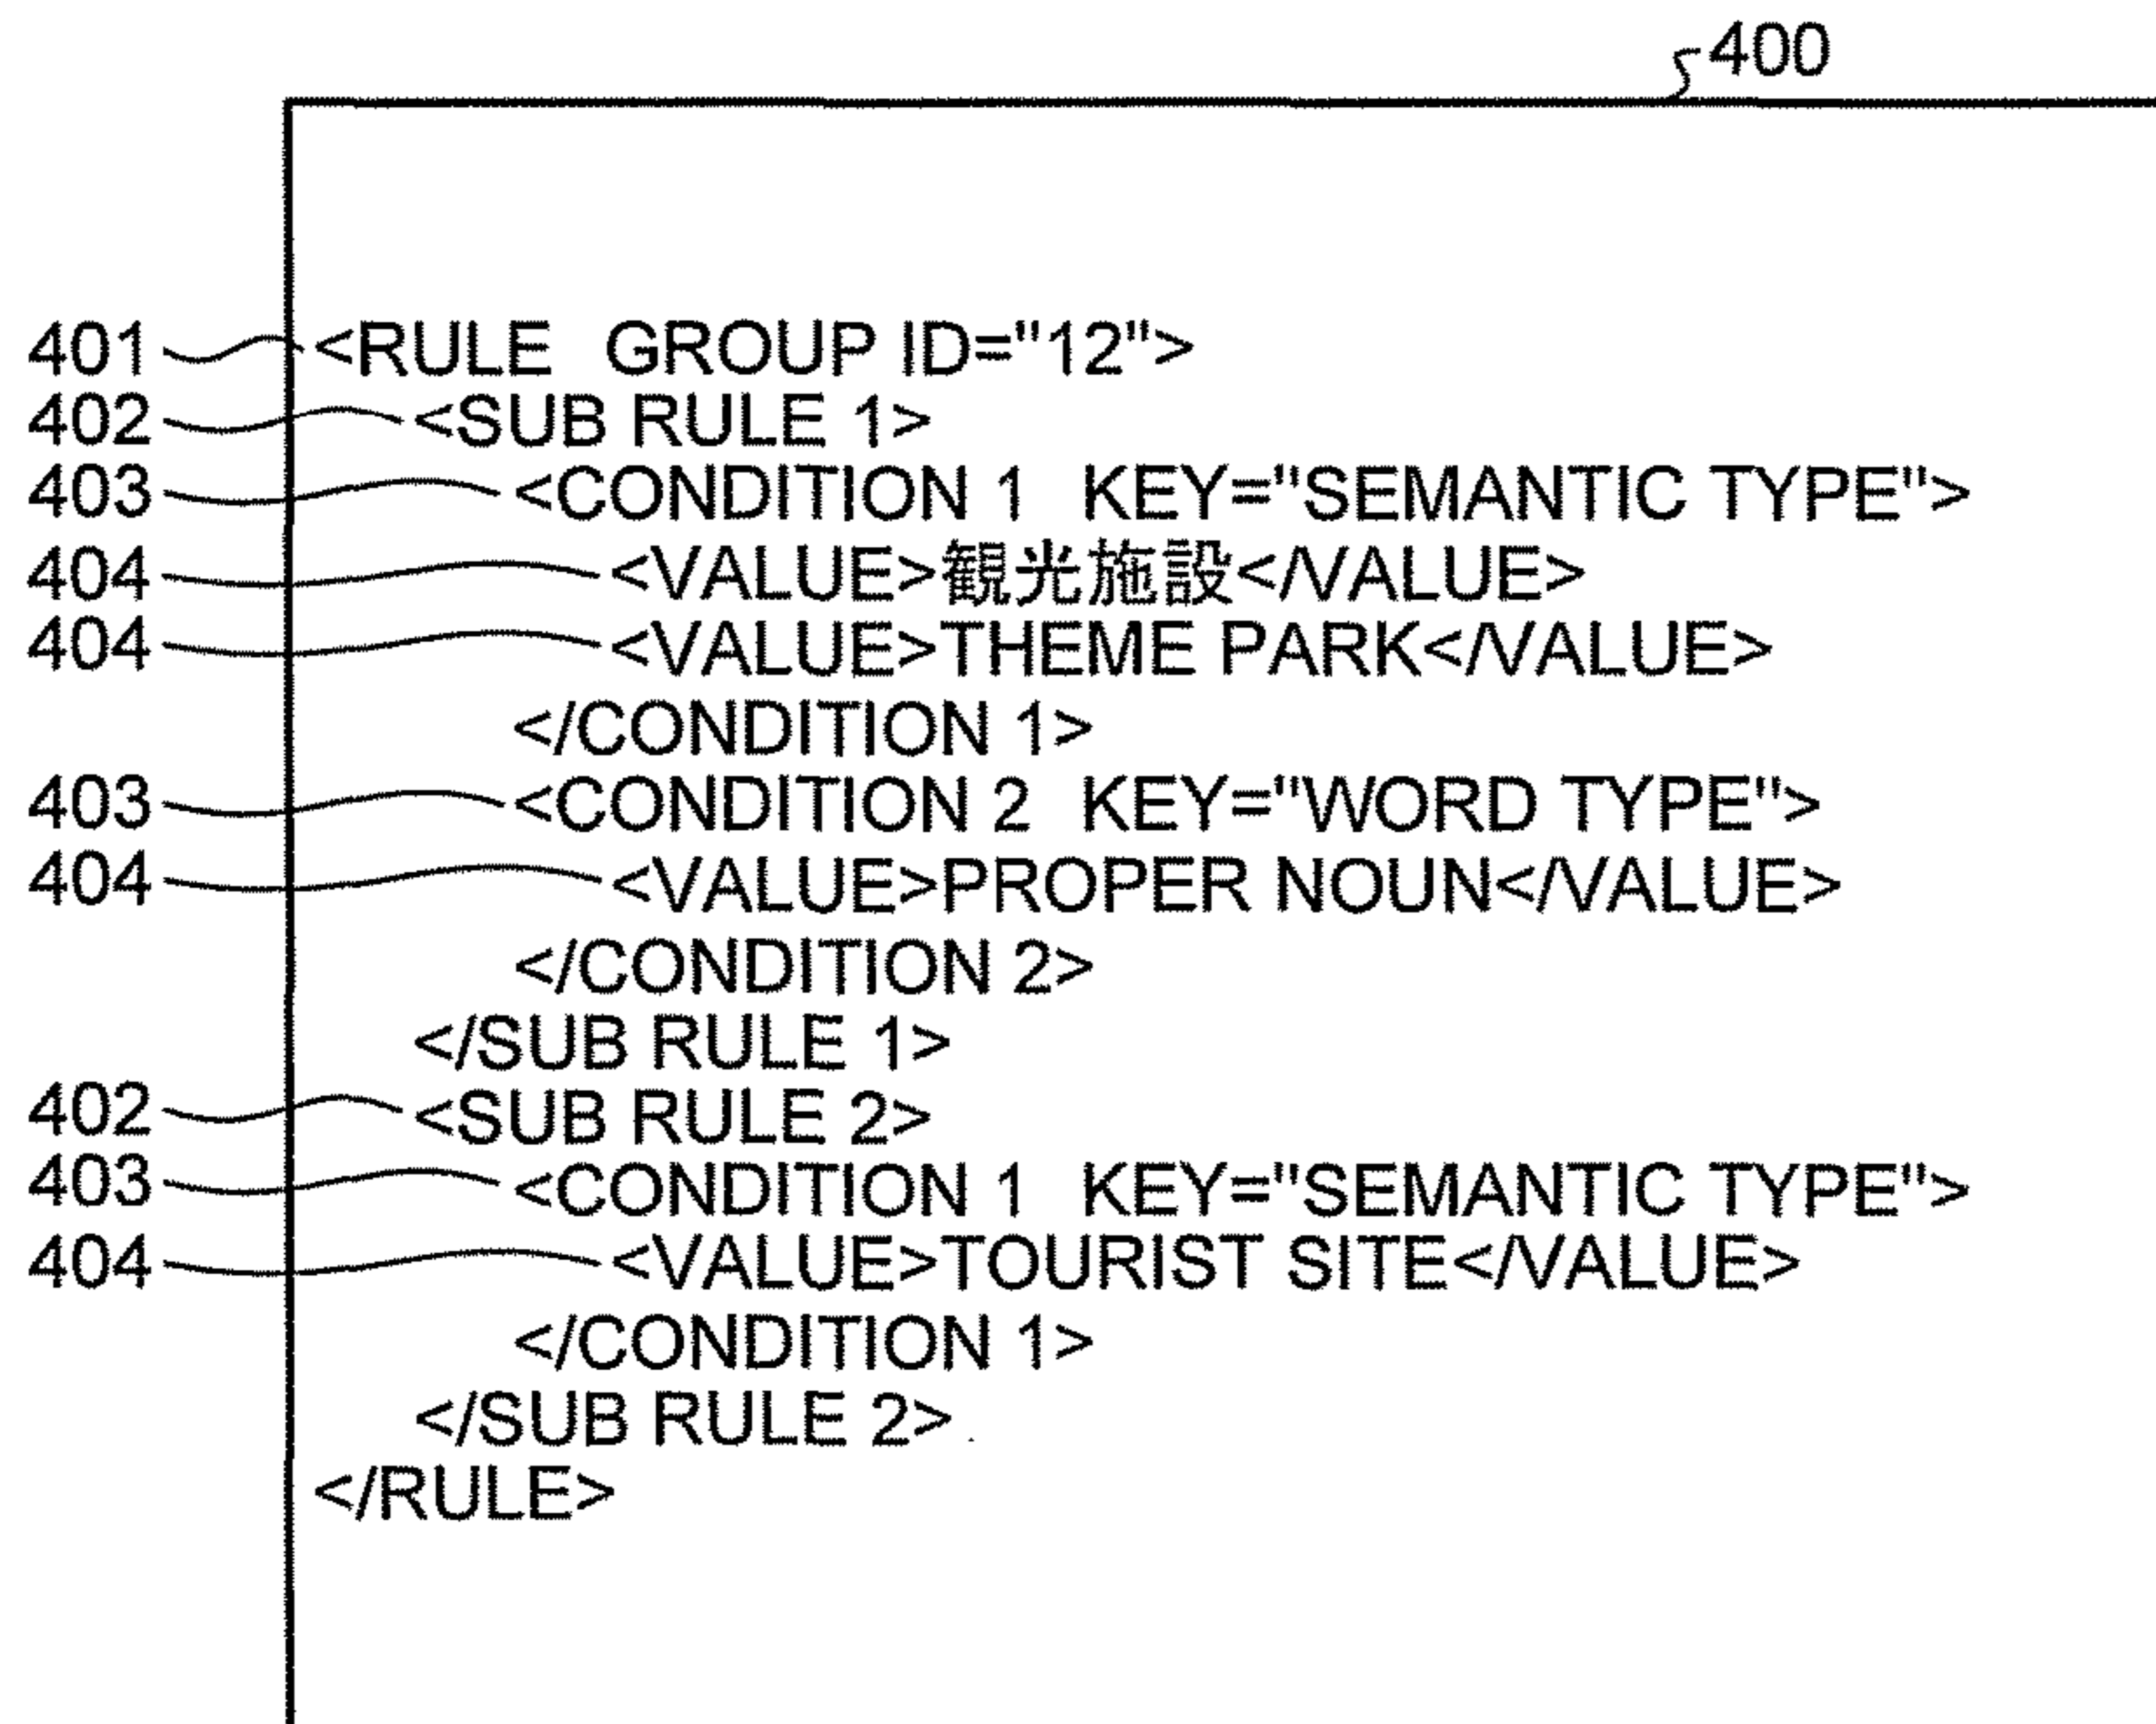 400
401 <RULE GROUP ID="12">
402 <SUB RULE 1>
403 <CONDITION 1 KEY="SEMANTIC TYPE">
404 <VALUE>観光施設</VALUE>
404 <VALUE>THEME PARK</VALUE>
</CONDITION 1>
403 <CONDITION 2 KEY="WORD TYPE">
404 <VALUE>PROPER NOUN</VALUE>
</CONDITION 2>
</SUB RULE 1>
402 <SUB RULE 2>
403 <CONDITION 1 KEY="SEMANTIC TYPE">
404 <VALUE>TOURIST SITE</VALUE>
</CONDITION 1>
</SUB RULE 2>
</RULE>